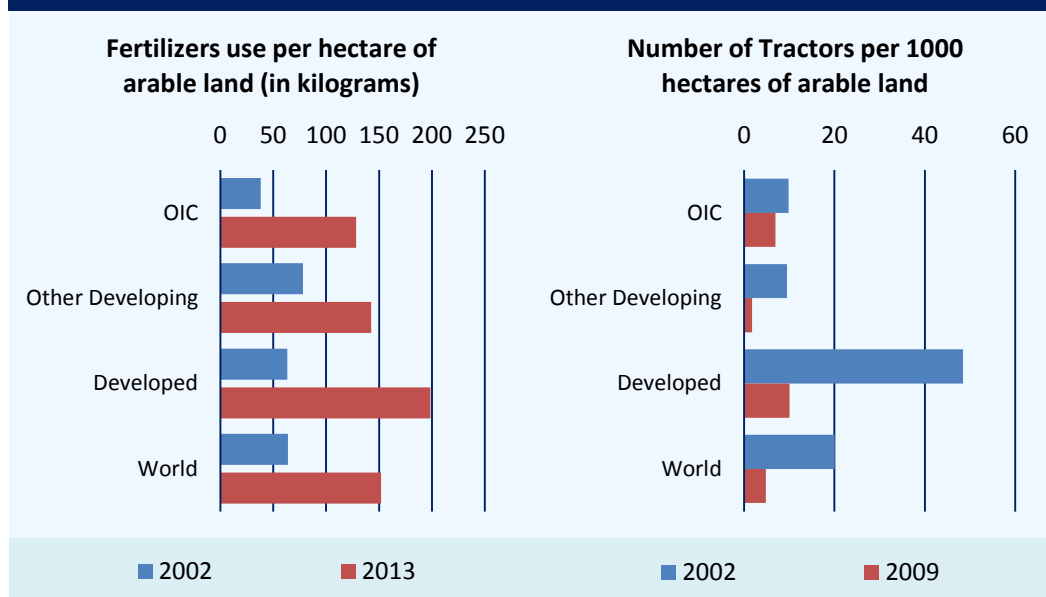 Fertilizers use per hectare of
arable land (in kilograms)
0 50 100 150 200 250
OIC
Other Developing
Developed
World
2002 2013
Number of Tractors per 1000
hectares of arable land
0 20 40 60
OIC
Other Developing
Developed
World
2002 2009